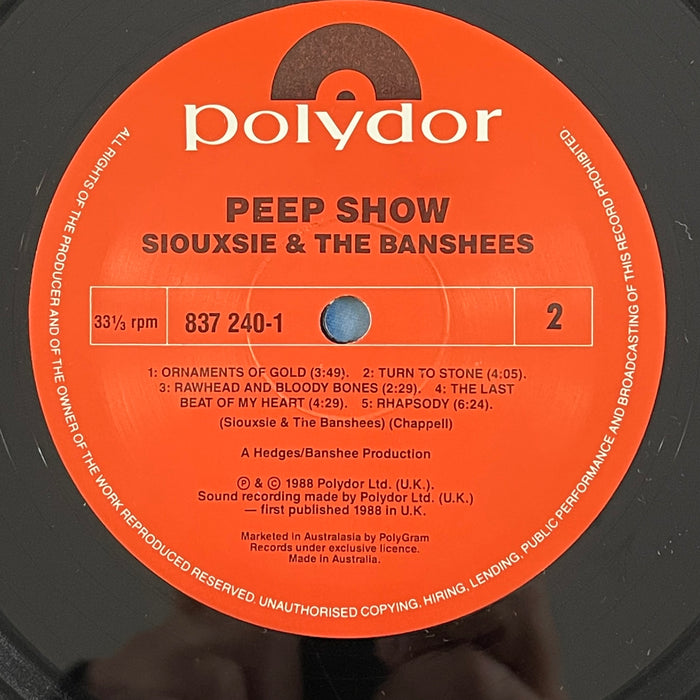 polydor
PEEP SHOW
SIOUXSIE & THE BANSHEES
33⅓ rpm
837 240-1
2
1: ORNAMENTS OF GOLD (3:49). 2: TURN TO STONE (4:05).
3: RAWHEAD AND BLOODY BONES (2:29). 4: THE LAST
BEAT OF MY HEART (4:29). 5: RHAPSODY (6:24).
(Siouxsie & The Banshees) (Chappell)
A Hedges/Banshee Production
℗ & © 1988 Polydor Ltd. (U.K.).
Sound recording made by Polydor Ltd. (U.K.)
— first published 1988 in U.K.
Marketed in Australasia by PolyGram
Records under exclusive licence.
Made in Australia.
ALL RIGHTS OF THE PRODUCER AND OF THE OWNER OF THE WORK REPRODUCED RESERVED. UNAUTHORISED COPYING, HIRING, LENDING, PUBLIC PERFORMANCE AND BROADCASTING OF THIS RECORD PROHIBITED.